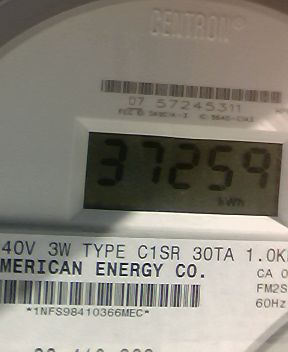 CENTRON®
07 57245311
37259
kWh
40V 3W TYPE C1SR 30TA 1.0K
MERICAN ENERGY CO.
CA 0
FM2S
60Hz
*1NFS98410366MEC*